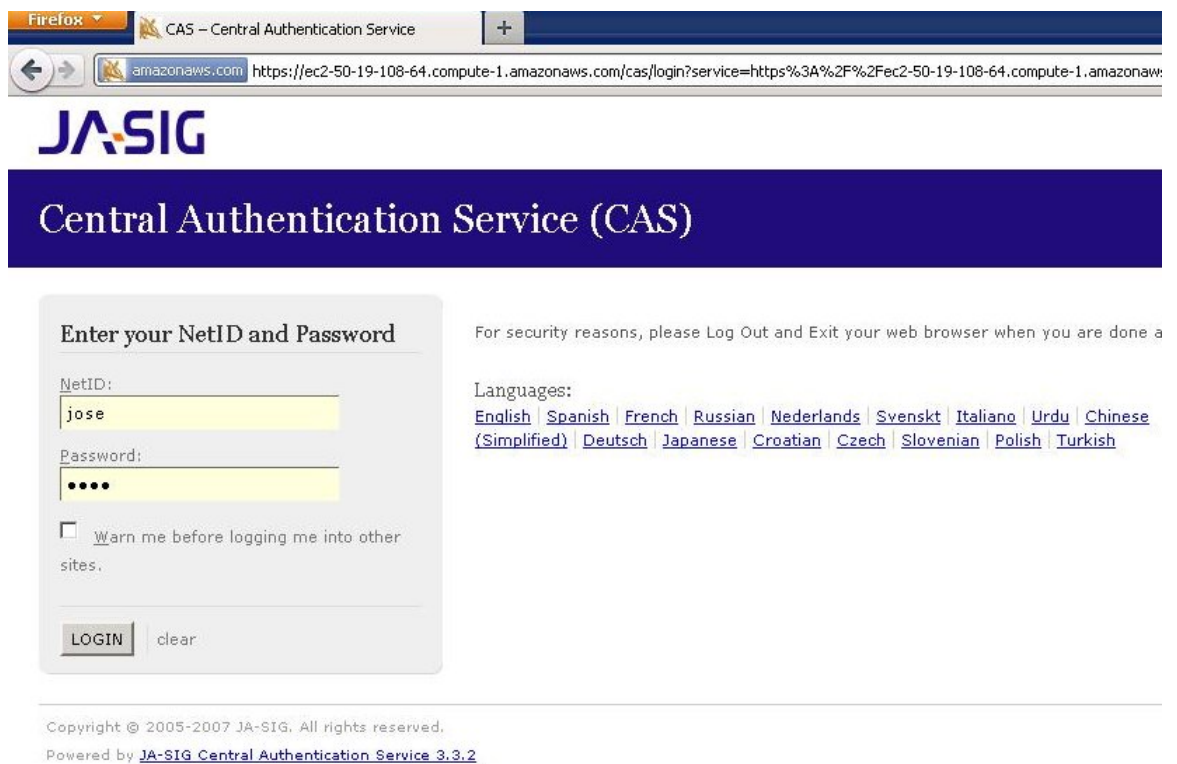 Firefox
CAS – Central Authentication Service
+
amazonaws.com https://ec2-50-19-108-64.compute-1.amazonaws.com/cas/login?service=https%3A%2F%2Fec2-50-19-108-64.compute-1.amazonaws
JA-SIG
Central Authentication Service (CAS)
Enter your NetID and Password
NetID:
jose
Password:
••••
Warn me before logging me into other
sites.
LOGIN clear
For security reasons, please Log Out and Exit your web browser when you are done a
Languages:
English Spanish French Russian Nederlands Svenskt Italiano Urdu Chinese
(Simplified) Deutsch Japanese Croatian Czech Slovenian Polish Turkish
Copyright © 2005-2007 JA-SIG. All rights reserved.
Powered by JA-SIG Central Authentication Service 3.3.2